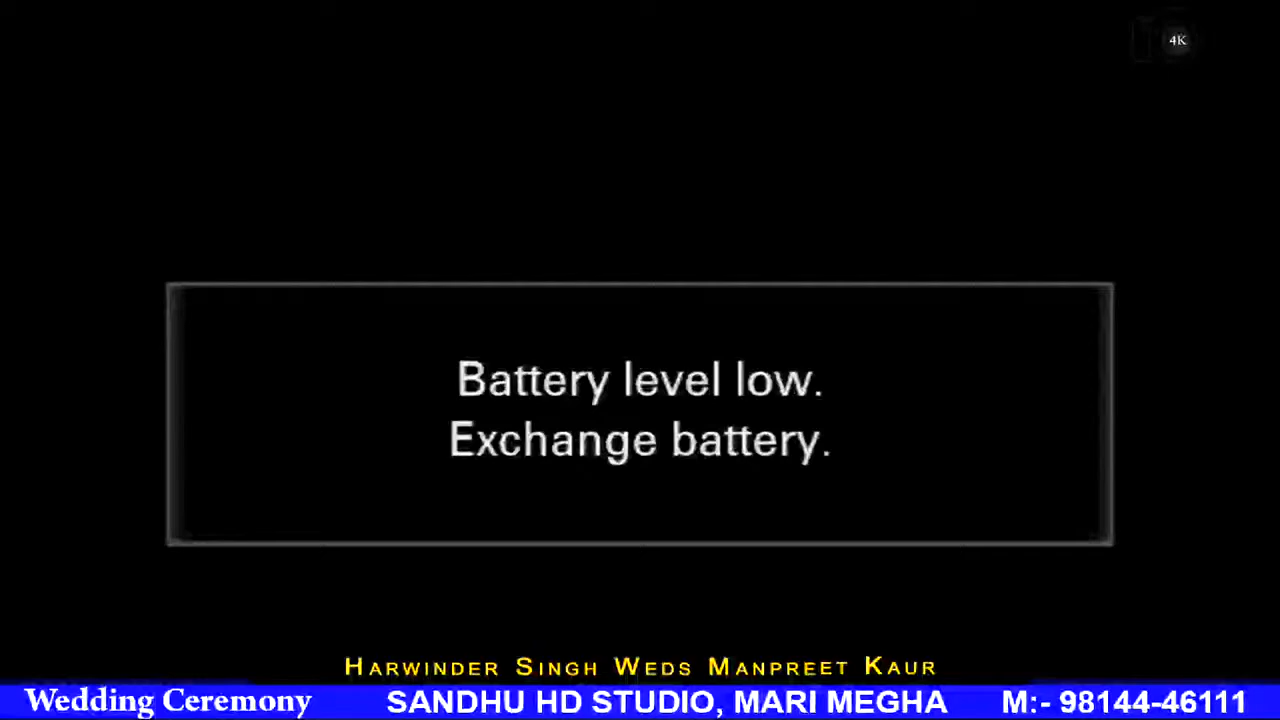 4K
Battery level low.
Exchange battery.
HARWINDER SINGH WEDS MANPREET KAUR
Wedding Ceremony SANDHU HD STUDIO, MARI MEGHA M:- 98144-46111